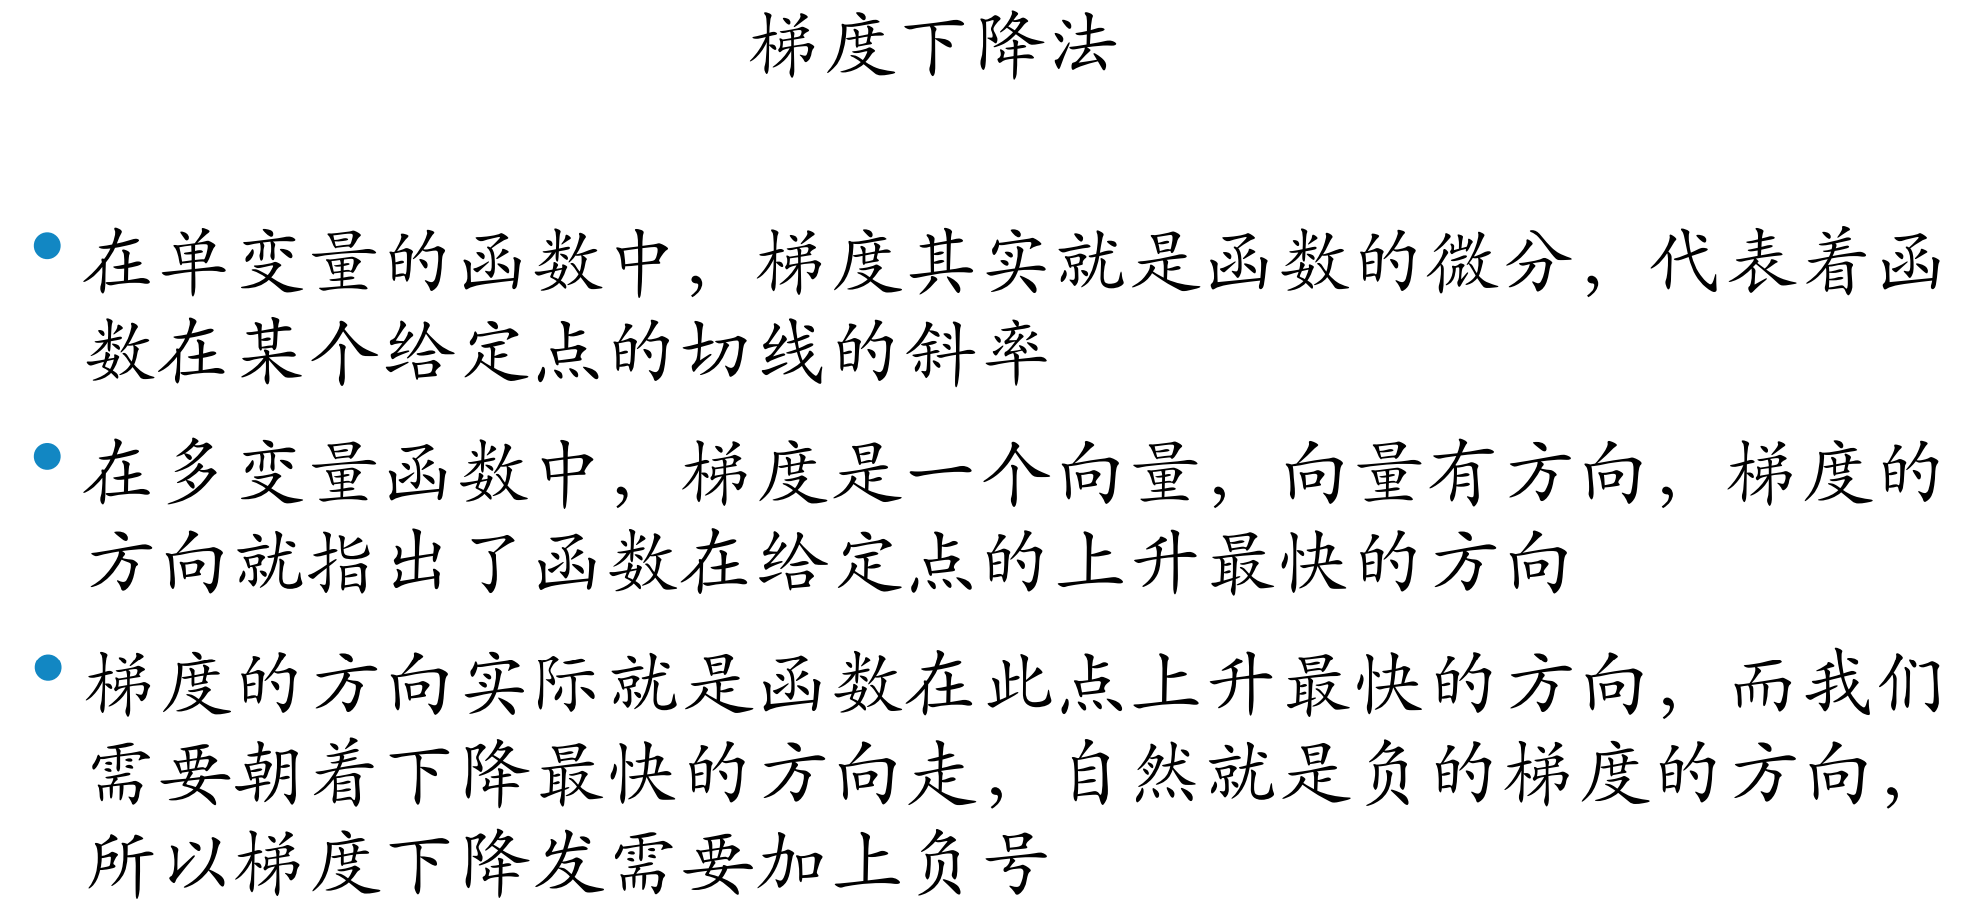 梯度下降法
• 在单变量的函数中，梯度其实就是函数的微分，代表着函
数在某个给定点的切线的斜率
• 在多变量函数中，梯度是一个向量，向量有方向，梯度的
方向就指出了函数在给定点的上升最快的方向
• 梯度的方向实际就是函数在此点上升最快的方向，而我们
需要朝着下降最快的方向走，自然就是负的梯度的方向，
所以梯度下降发需要加上负号